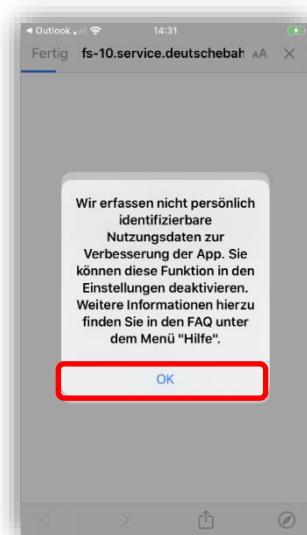 Outlook
14:31
Fertig fs-10.service.deutschebah AA
Wir erfassen nicht persönlich
identifizierbare
Nutzungsdaten zur
Verbesserung der App. Sie
können diese Funktion in den
Einstellungen deaktivieren.
Weitere Informationen hierzu
finden Sie in den FAQ unter
dem Menü "Hilfe".
OK